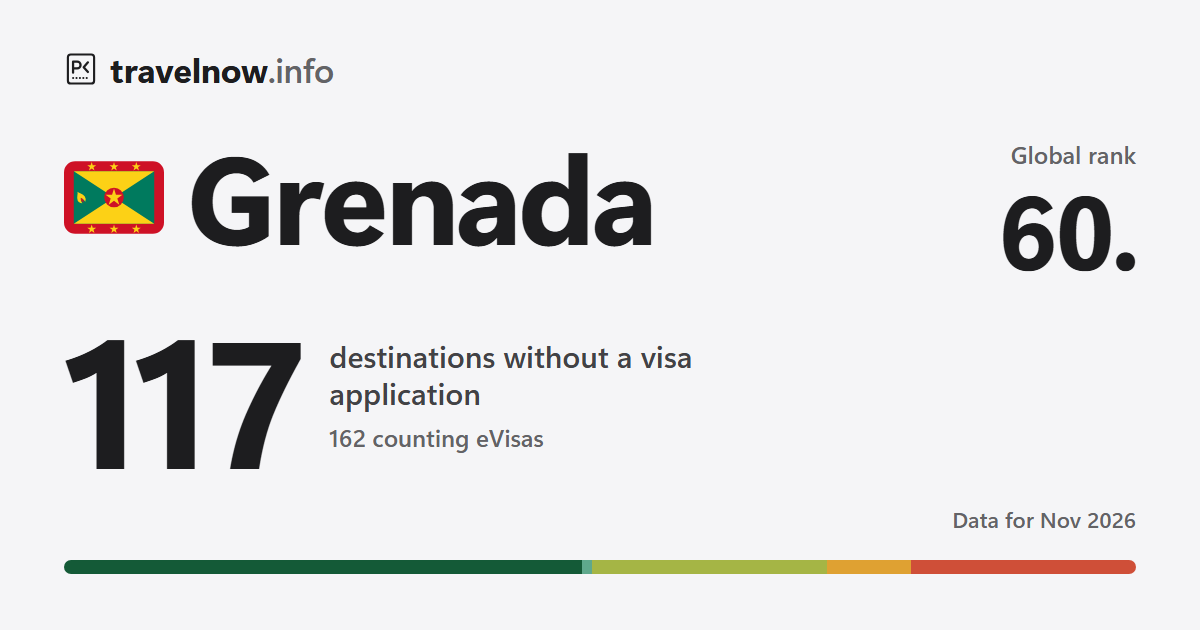 travelnow.info
Grenada
Global rank
60.
117
destinations without a visa
application
162 counting eVisas
Data for Nov 2026